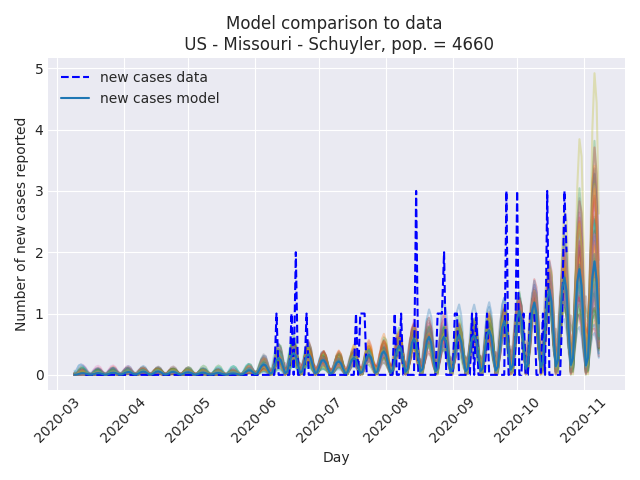 Model comparison to data
US - Missouri - Schuyler, pop. = 4660
new cases data
new cases model
Number of new cases reported
5
4
3
2
1
0
2020-03
2020-04
2020-05
2020-06
2020-07
2020-08
2020-09
2020-10
2020-11
Day